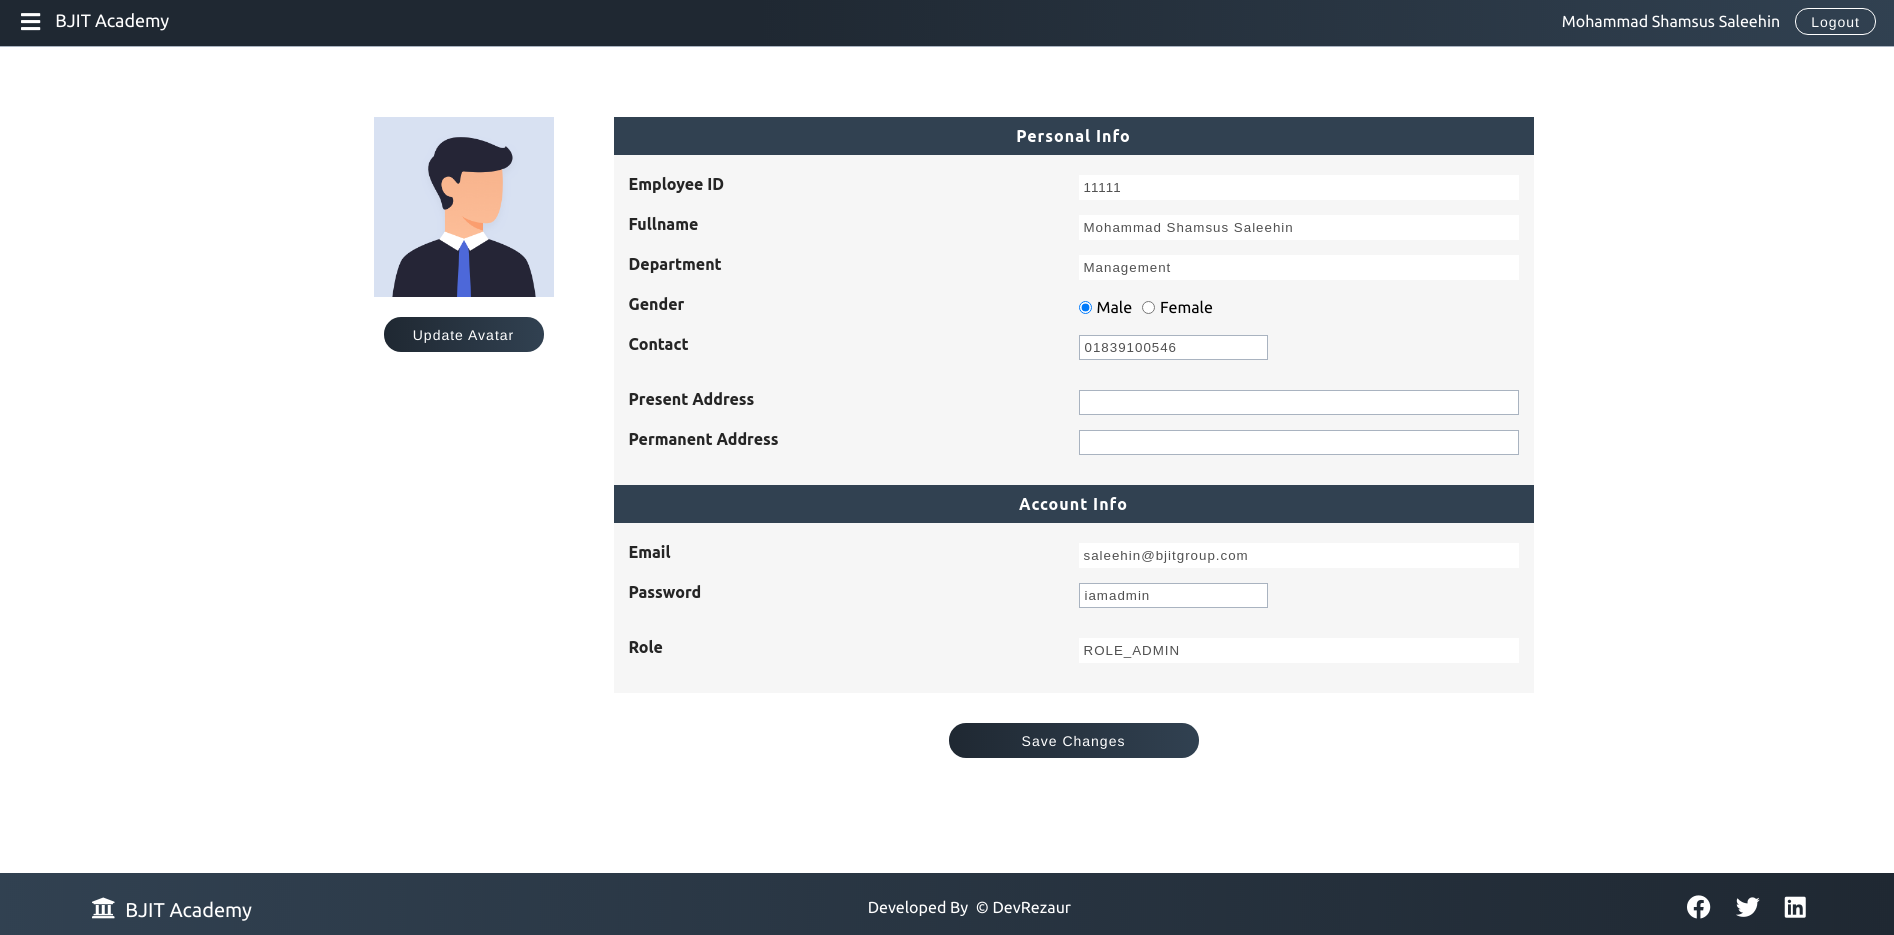 BJIT Academy
Mohammad Shamsus Saleehin Logout
Update Avatar
Personal Info
Employee ID 11111
Fullname Mohammad Shamsus Saleehin
Department Management
Gender Male Female
Contact 01839100546
Present Address
Permanent Address
Account Info
Email saleehin@bjitgroup.com
Password iamadmin
Role ROLE_ADMIN
Save Changes
BJIT Academy
Developed By © DevRezaur